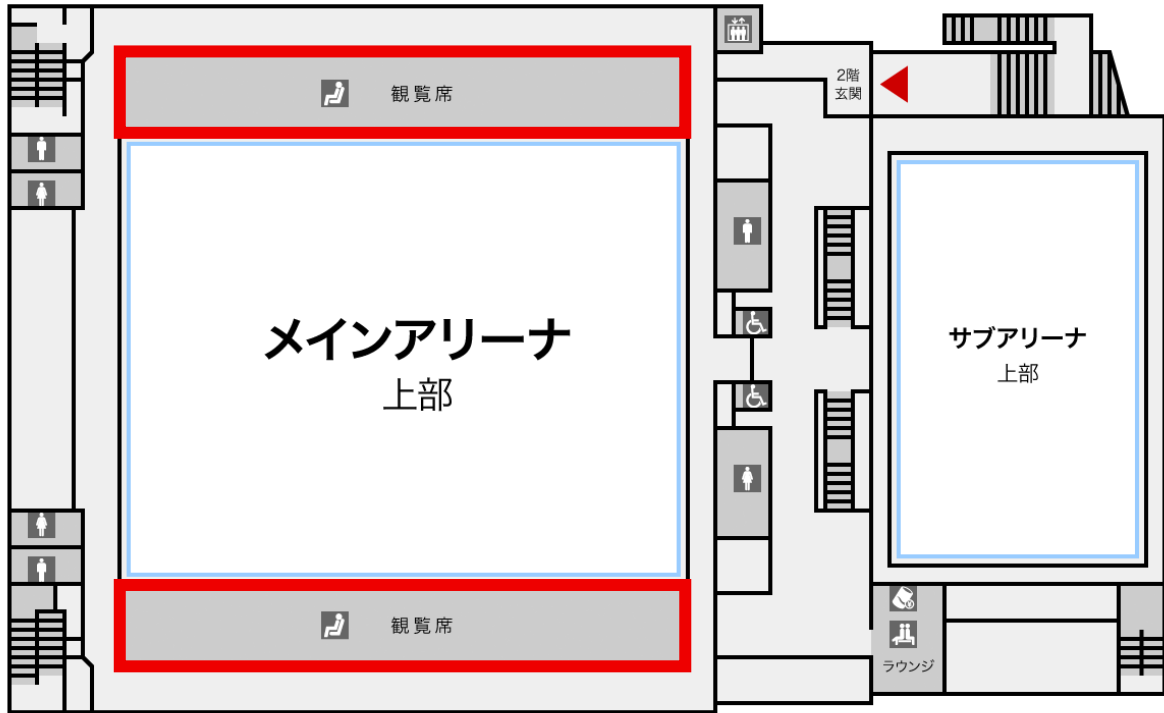 観覧席
2階
玄関
メインアリーナ
上部
サブアリーナ
上部
観覧席
ラウンジ